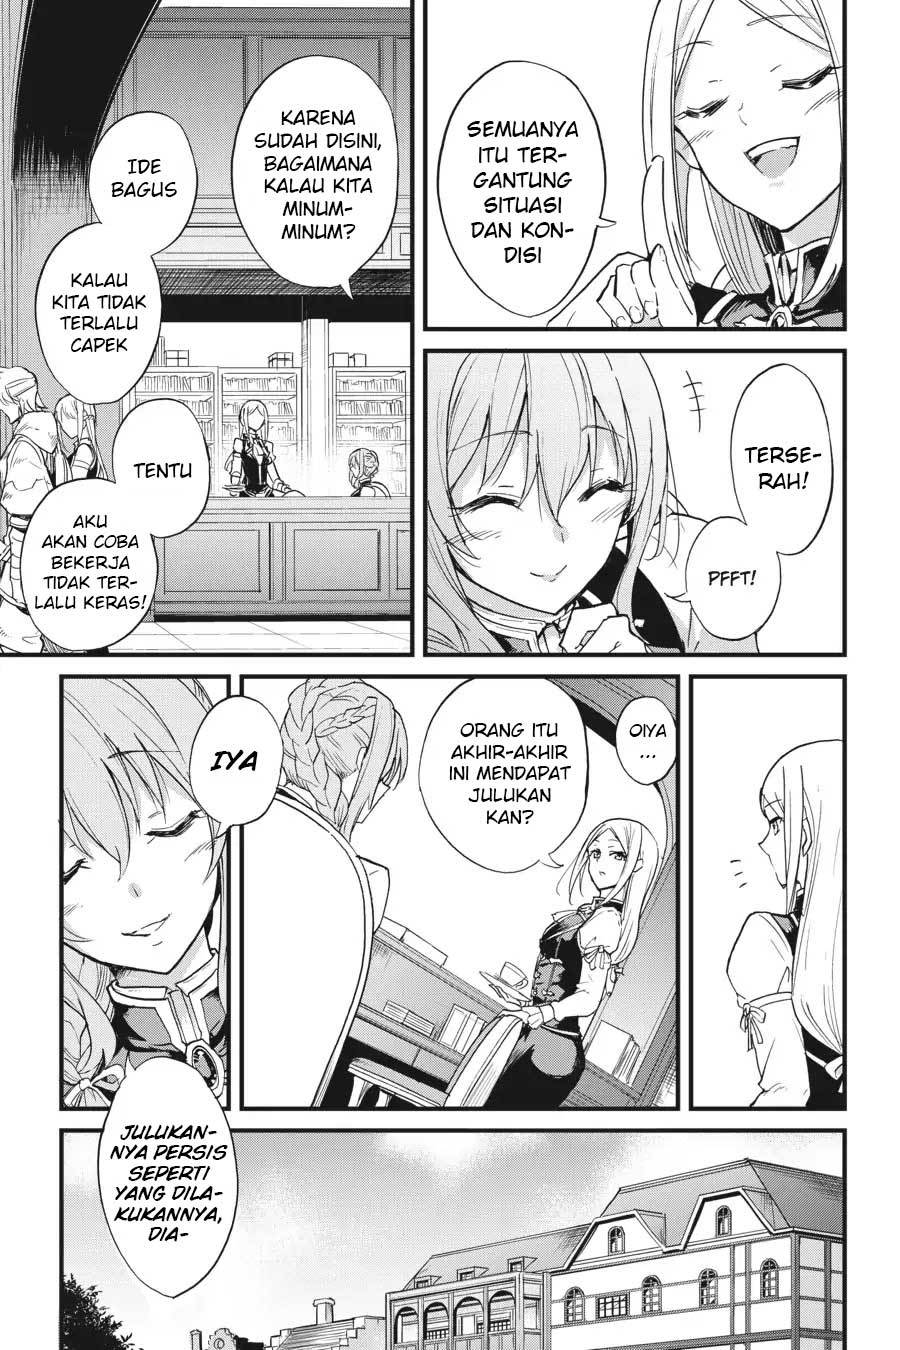 SEMUANYA
ITU TER-
GANTUNG
SITUASI
DAN KON-
DISI
KARENA
SUDAH DISINI,
BAGAIMANA
KALAU KITA
MINUM-
MINUM?
IDE
BAGUS
KALAU
KITA TIDAK
TERLALU
CAPEK
TENTU
AKU
AKAN COBA
BEKERJA
TIDAK TER-
LALU KERAS!
TERSE-
RAH!
PFFT!
OIYA
...
ORANG ITU
AKHIR-AKHIR
INI MENDAPAT
JULUKAN
KAN?
IYA
JULUKAN-
NYA PERSIS
SEPERTI
YANG DILA-
KUKANNYA,
DIA-